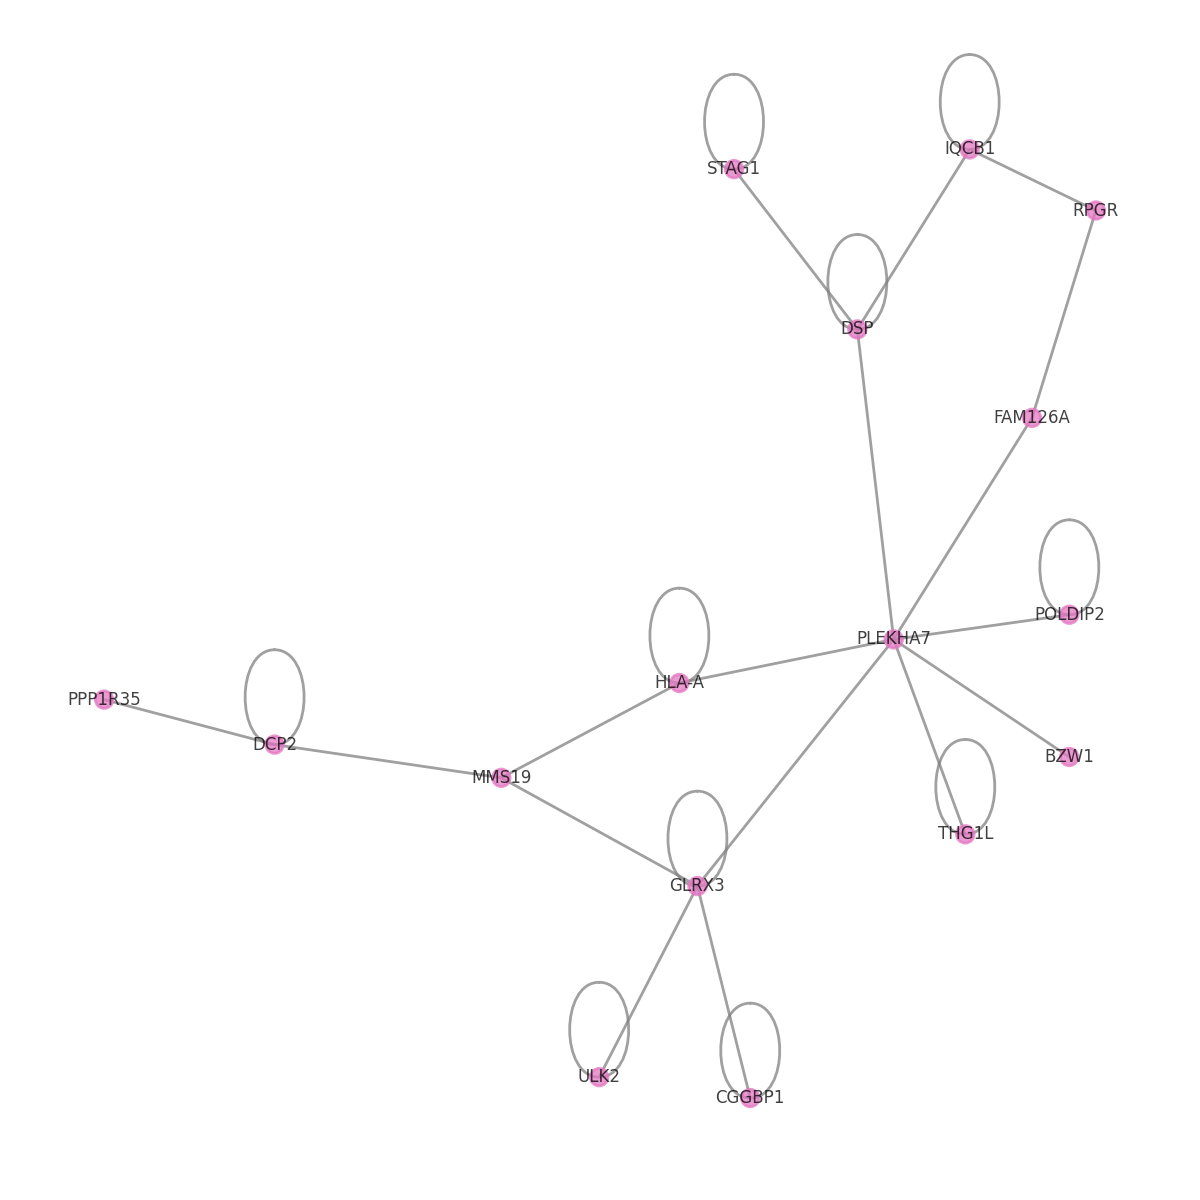 IQCB1
STAG1
RPGR
DSP
FAM126A
POLDIP2
PLEKHA7
HLA-A
PPP1R35
DCP2
BZW1
MMS19
THG1L
GLRX3
ULK2
CGGBP1